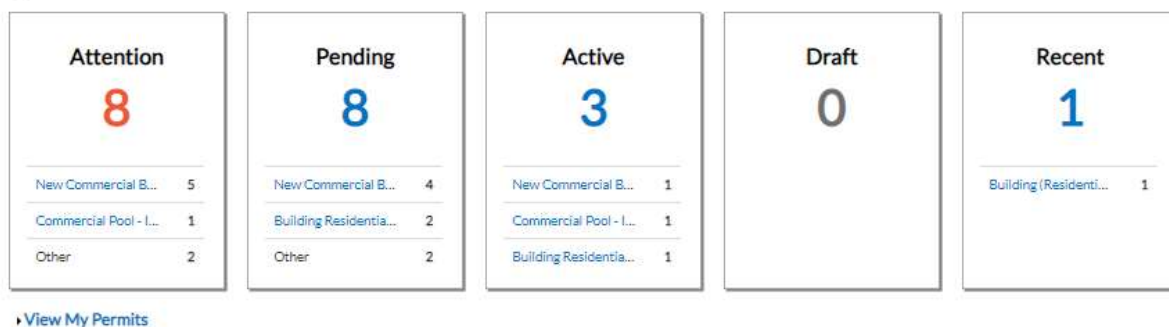 Attention
8
New Commercial B... 5
Commercial Pool - I... 1
Other 2
Pending
8
New Commercial B... 4
Building Residentia... 2
Other 2
Active
3
New Commercial B... 1
Commercial Pool - I... 1
Building Residentia... 1
Draft
0
Recent
1
Building (Residenti... 1
View My Permits